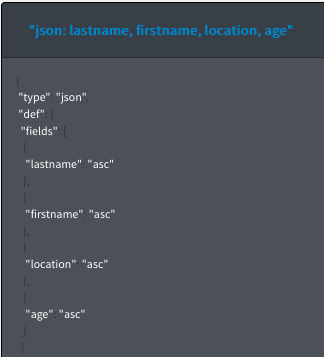 "json: lastname, firstname, location, age"
{
"type": "json",
"def": {
"fields": [
{
"lastname": "asc"
},
{
"firstname": "asc"
},
{
"location": "asc"
},
{
"age": "asc"
}
]